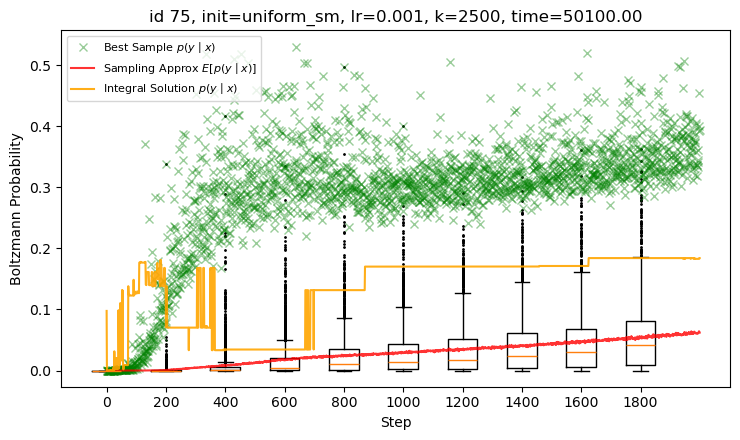 id 75, init=uniform_sm, lr=0.001, k=2500, time=50100.00
Best Sample p(y | x)
Sampling Approx E[p(y | x)]
Integral Solution p(y | x)
Boltzmann Probability
0.5
0.4
0.3
0.2
0.1
0.0
0 200 400 600 800 1000 1200 1400 1600 1800
Step